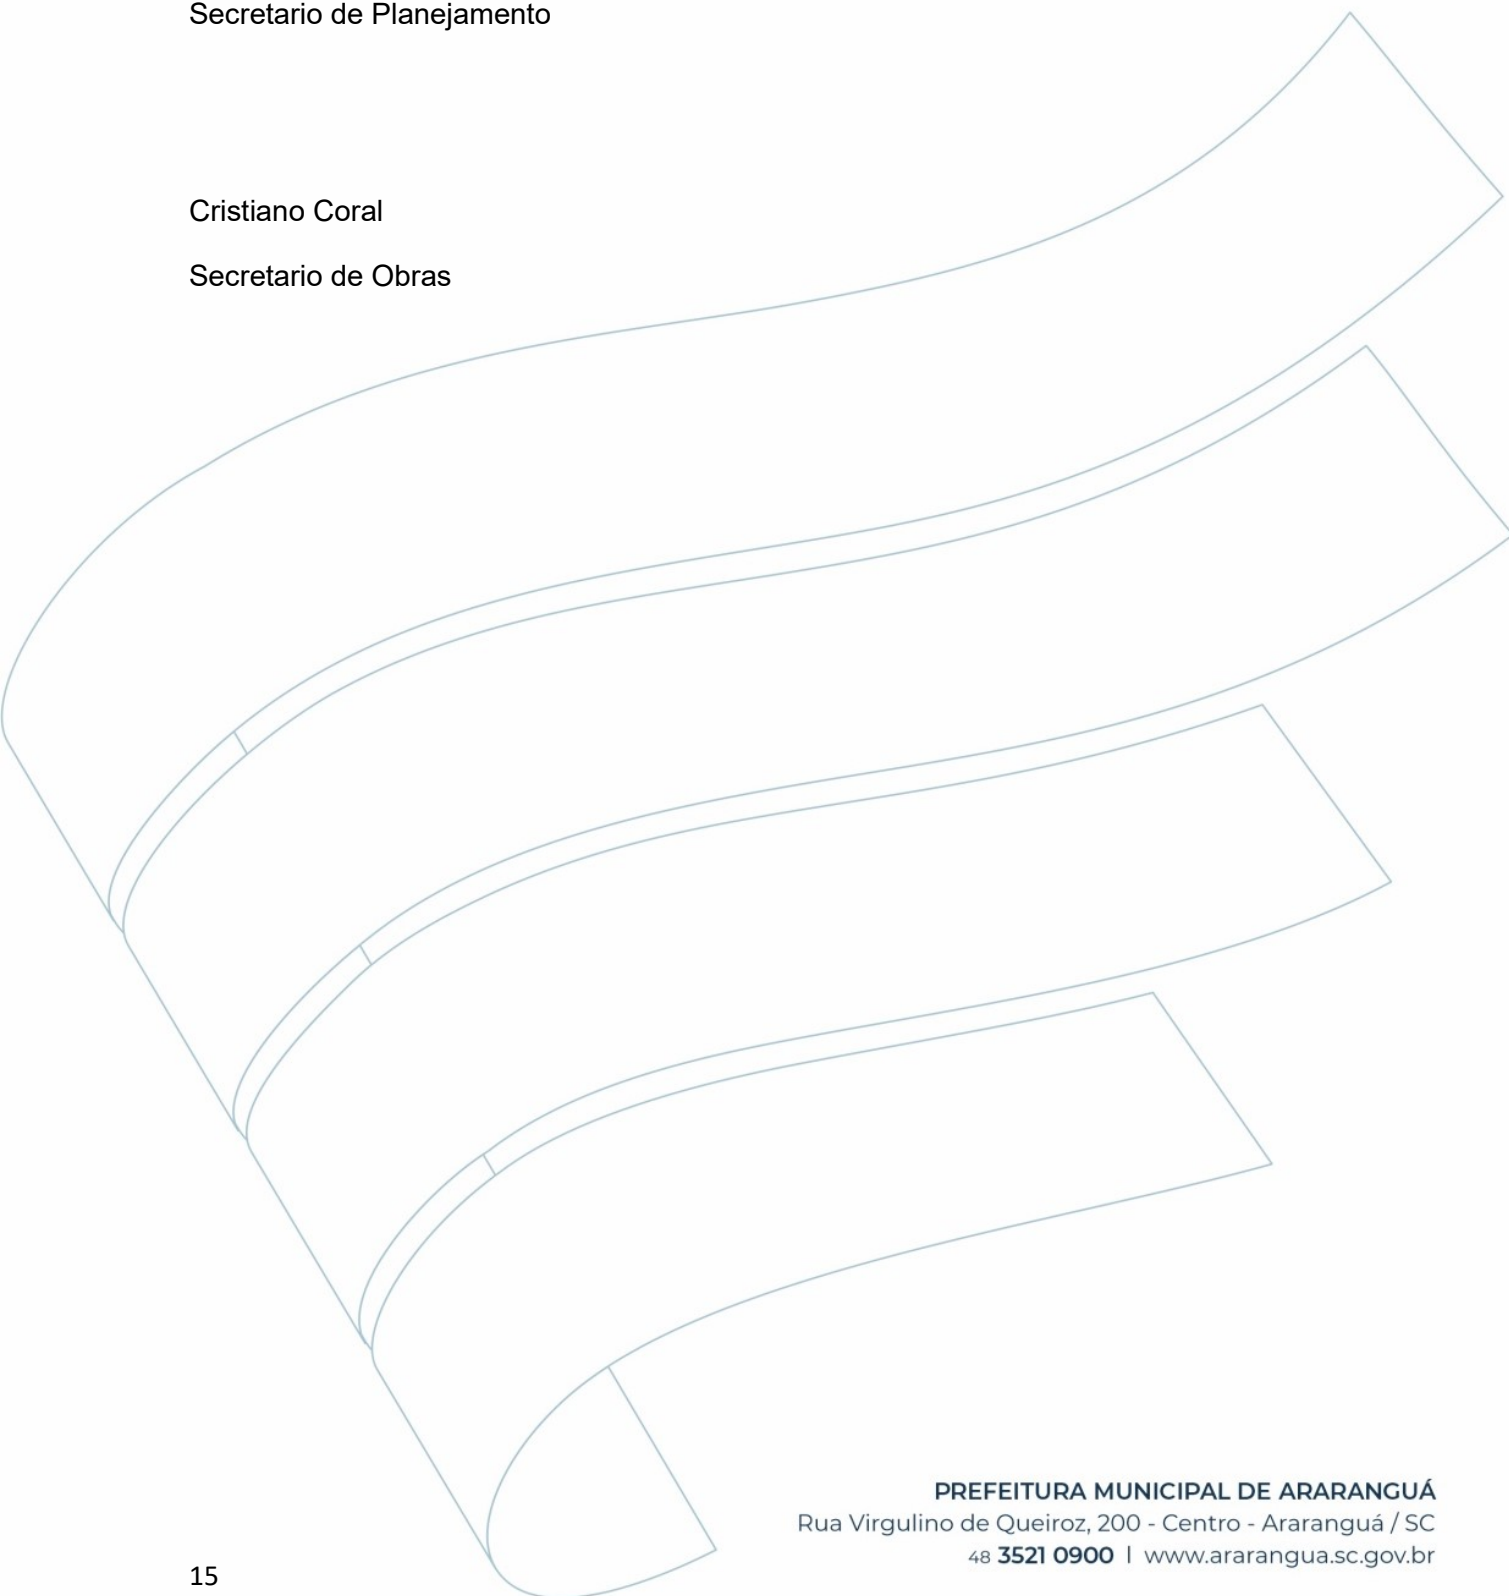 Secretario de Planejamento
Cristiano Coral
Secretario de Obras
PREFEITURA MUNICIPAL DE ARARANGUÁ
Rua Virgulino de Queiroz, 200 - Centro - Araranguá / SC
48 3521 0900 | www.ararangua.sc.gov.br
15